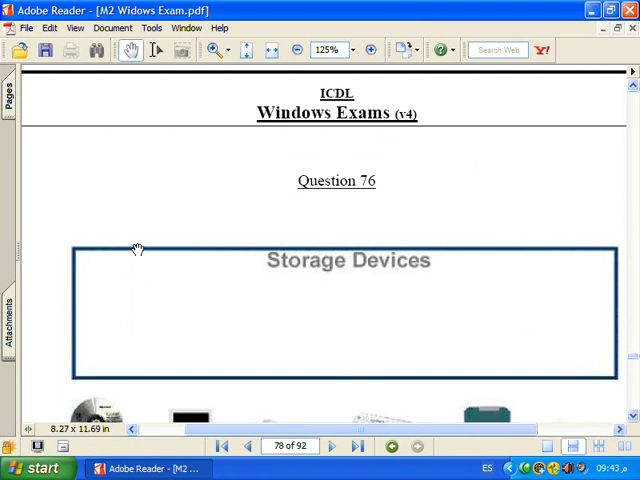 Adobe Reader - [M2 Widows Exam.pdf]
File Edit View Document Tools Window Help
125%
Search Web
Y!
Pages
Attachments
ICDL
Windows Exams (v4)
Question 76
Storage Devices
8.27 x 11.69 in
78 of 92
start
Adobe Reader - [M2 ...
ES
09:43 م